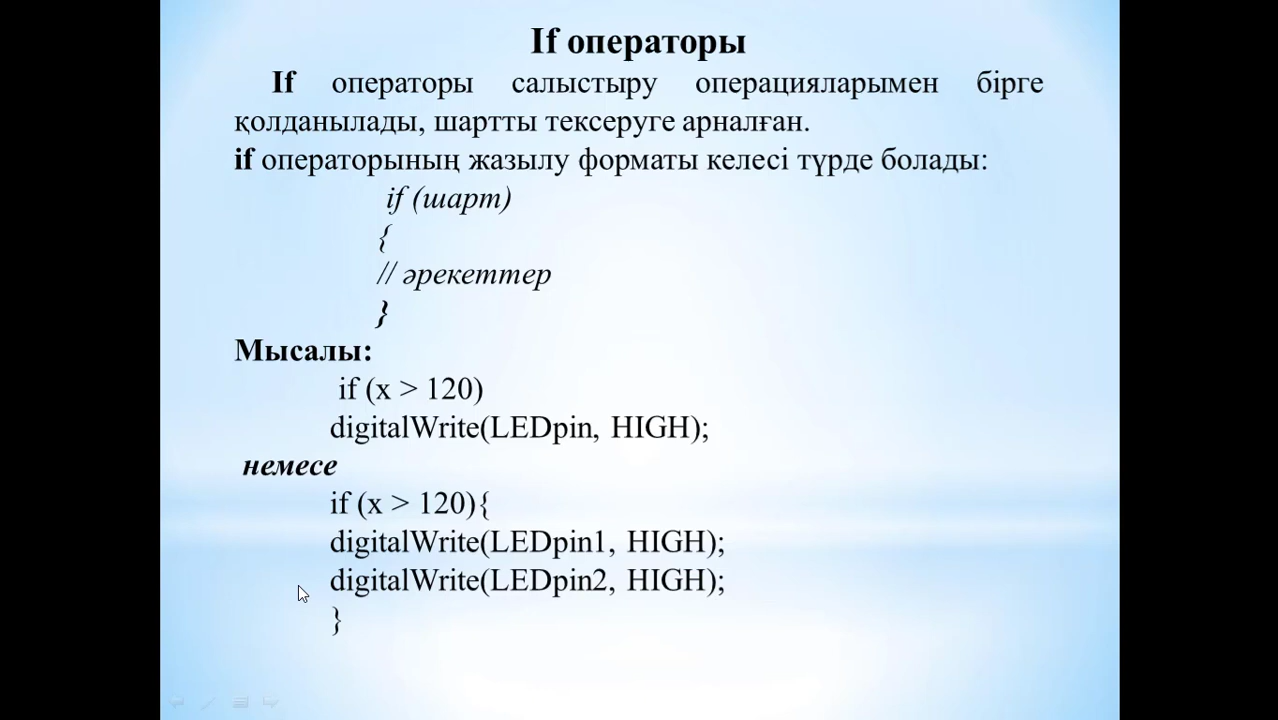 If операторы
If операторы салыстыру операцияларымен бірге
қолданылады, шартты тексеруге арналған.
if операторының жазылу форматы келесі түрде болады:
if (шарт)
{
// әрекеттер
}
Мысалы:
if (x > 120)
digitalWrite(LEDpin, HIGH);
немесе
if (x > 120){
digitalWrite(LEDpin1, HIGH);
digitalWrite(LEDpin2, HIGH);
}